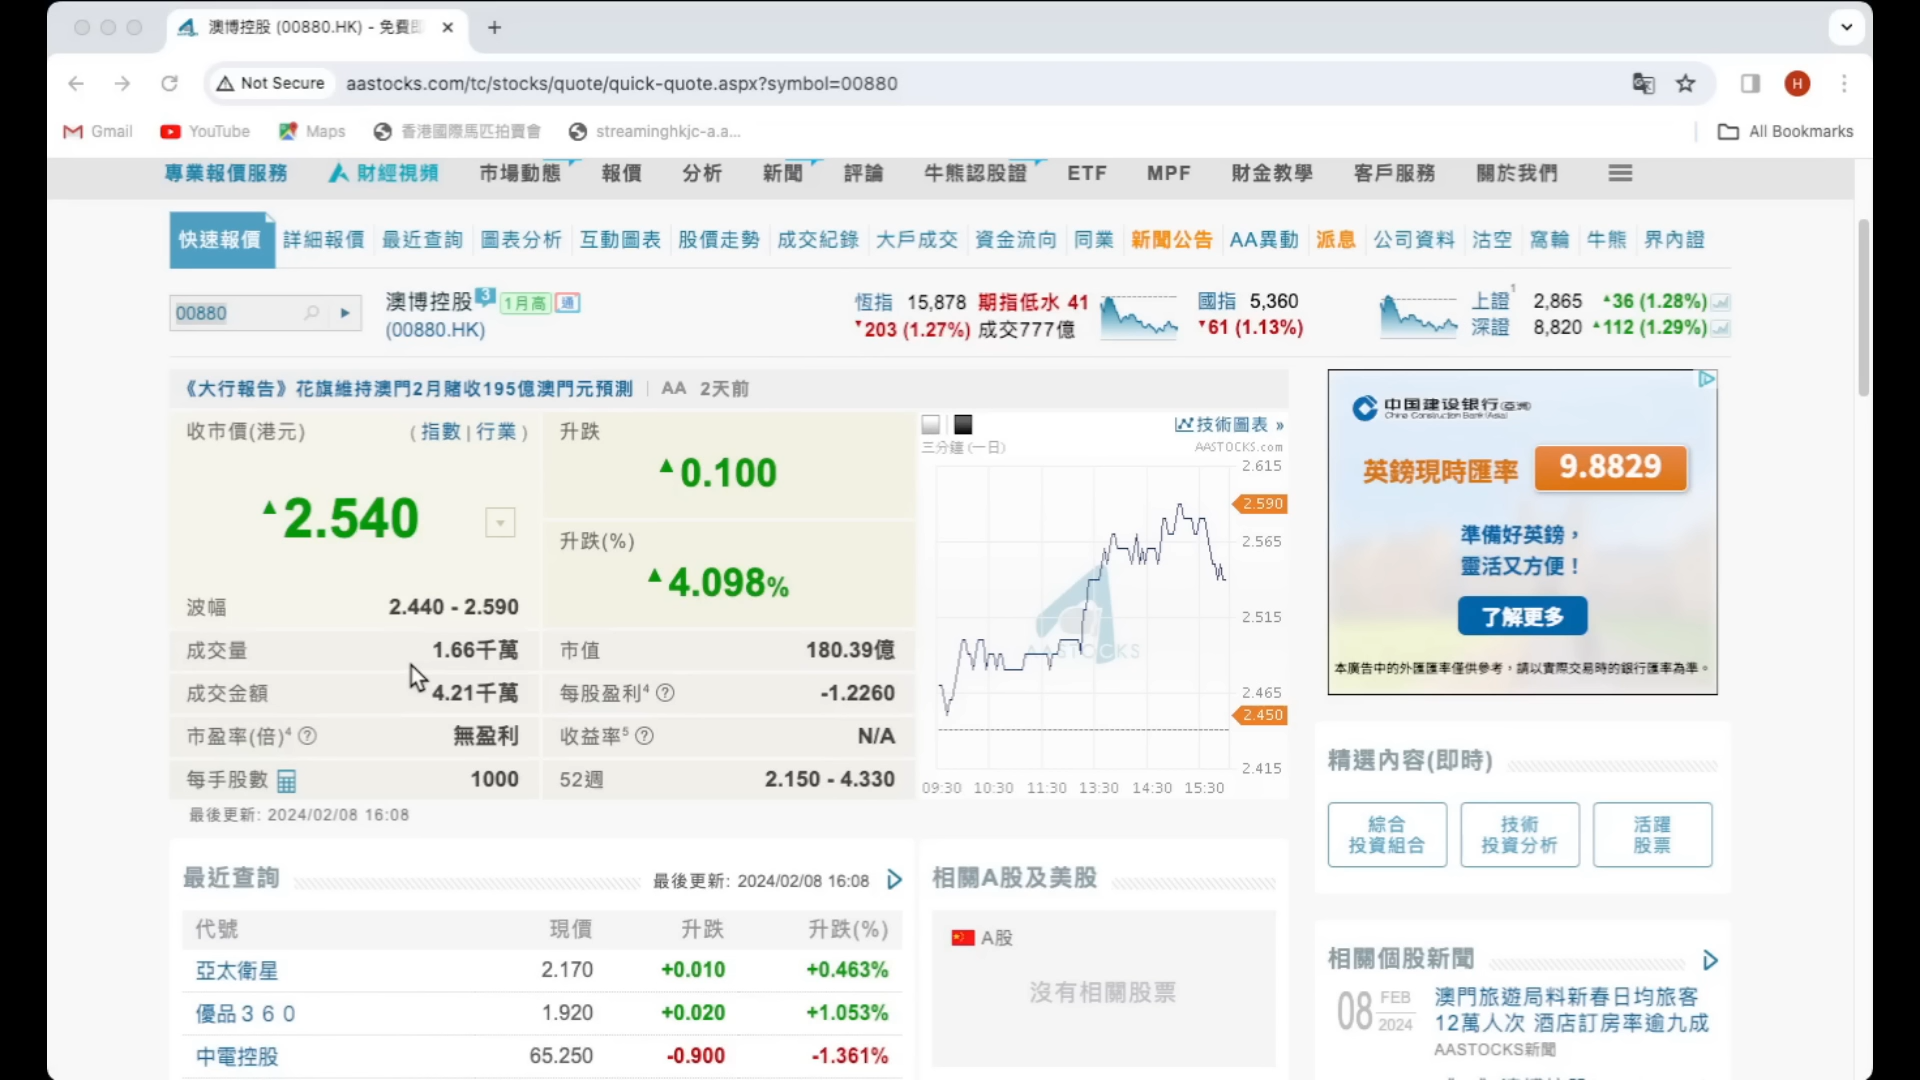 澳博控股 (00880.HK) - 免費
Not Secure aastocks.com/tc/stocks/quote/quick-quote.aspx?symbol=00880 H
Gmail YouTube Maps 香港國際馬匹拍賣會 streaminghkjc-a.a... All Bookmarks
專業報價服務 財經視頻 市場動態 報價 分析 新聞 評論 牛熊認股證 ETF MPF 財金教學 客戶服務 關於我們
快速報價 詳細報價 最近查詢 圖表分析 互動圖表 股價走勢 成交紀錄 大戶成交 資金流向 同業 新聞公告 AA異動 派息 公司資料 沽空 窩輪 牛熊 界內證
00880
澳博控股 3 1月高 通
(00880.HK)
恆指 15,878 期指低水 41
▼203 (1.27%) 成交777億
國指 5,360
▼61 (1.13%)
上證1 2,865 ▲36 (1.28%)
深證 8,820 ▲112 (1.29%)
《大行報告》花旗維持澳門2月賭收195億澳門元預測 | AA 2天前
收市價(港元) (指數|行業)
▲2.540
波幅 2.440 - 2.590
升跌
▲0.100
升跌(%)
▲4.098%
成交量 1.66千萬 市值 180.39億
成交金額 4.21千萬 每股盈利4 ? -1.2260
市盈率(倍)4 ? 無盈利 收益率5 ? N/A
每手股數 1000 52週 2.150 - 4.330
最後更新: 2024/02/08 16:08
技術圖表 »
三分鐘 (一日) AASTOCKS.com
2.615
2.590
2.565
2.515
AASTOCKS
2.465
2.450
2.415
09:30 10:30 11:30 13:30 14:30 15:30
中国建设银行(亞洲)
China Construction Bank (Asia)
英鎊現時匯率 9.8829
準備好英鎊，
靈活又方便！
了解更多
本廣告中的外匯匯率僅供參考，請以實際交易時的銀行匯率為準。
精選內容(即時)
綜合
投資組合
技術
投資分析
活躍
股票
最近查詢 最後更新: 2024/02/08 16:08
代號 現價 升跌 升跌(%)
亞太衛星 2.170 +0.010 +0.463%
優品３６０ 1.920 +0.020 +1.053%
中電控股 65.250 -0.900 -1.361%
相關A股及美股
A股
沒有相關股票
相關個股新聞
08 FEB 2024
澳門旅遊局料新春日均旅客
12萬人次 酒店訂房率逾九成
AASTOCKS新聞